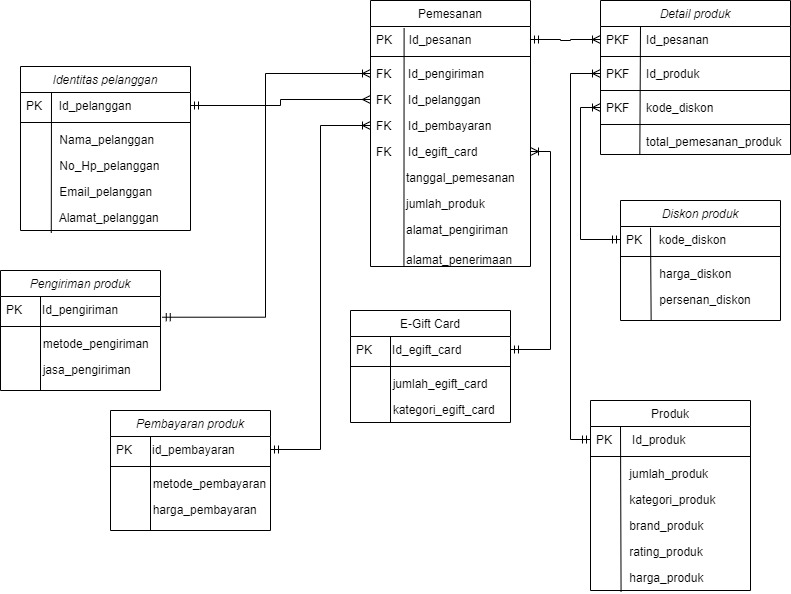 Pemesanan
PK Id_pesanan
FK Id_pengiriman
FK Id_pelanggan
FK Id_pembayaran
FK Id_egift_card
tanggal_pemesanan
jumlah_produk
alamat_pengiriman
alamat_penerimaan
Detail produk
PKF Id_pesanan
PKF Id_produk
PKF kode_diskon
total_pemesanan_produk
Identitas pelanggan
PK Id_pelanggan
Nama_pelanggan
No_Hp_pelanggan
Email_pelanggan
Alamat_pelanggan
Diskon produk
PK kode_diskon
harga_diskon
persenan_diskon
Pengiriman produk
PK Id_pengiriman
metode_pengiriman
jasa_pengiriman
E-Gift Card
PK Id_egift_card
jumlah_egift_card
kategori_egift_card
Pembayaran produk
PK id_pembayaran
metode_pembayaran
harga_pembayaran
Produk
PK Id_produk
jumlah_produk
kategori_produk
brand_produk
rating_produk
harga_produk